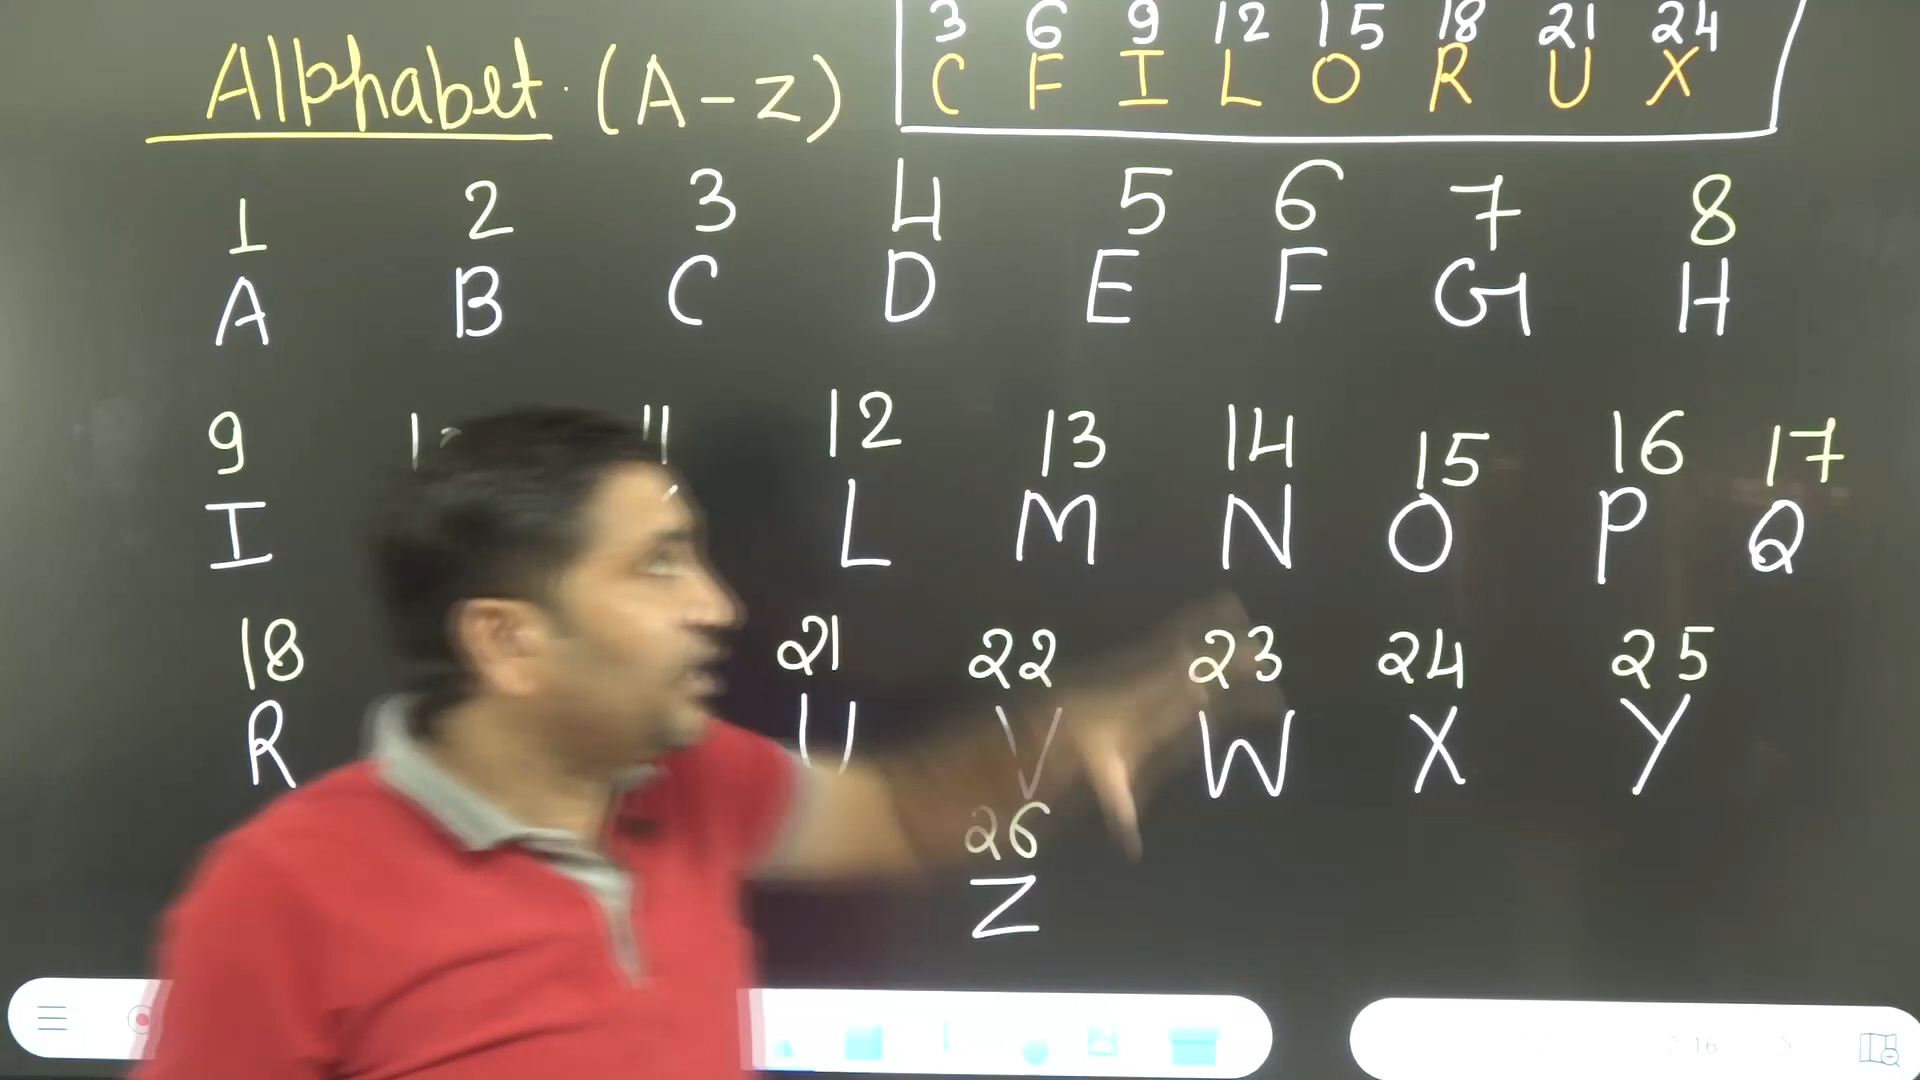 3 6 9 12 15 18 21 24
C F I L O R U X
Alphabet (A-Z)
1 2 3 4 5 6 7 8
A B C D E F G H
9 11 12 13 14 15 16 17
I L M N O P Q
18 21 22 23 24 25
R U V W X Y
26
Z